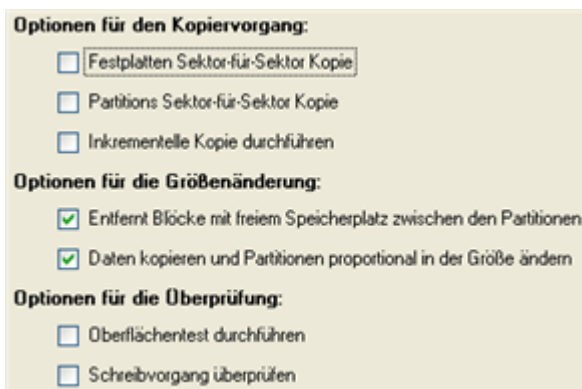 Optionen für den Kopiervorgang:
Festplatten Sektor-für-Sektor Kopie
Partitions Sektor-für-Sektor Kopie
Inkrementelle Kopie durchführen
Optionen für die Größenänderung:
Entfernt Blöcke mit freiem Speicherplatz zwischen den Partitionen
Daten kopieren und Partitionen proportional in der Größe ändern
Optionen für die Überprüfung:
Oberflächentest durchführen
Schreibvorgang überprüfen